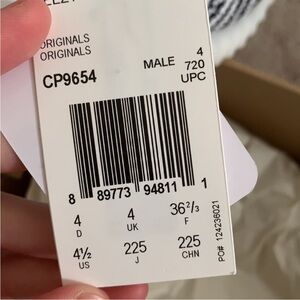 ORIGINALS
ORIGINALS
CP9654
MALE
4
720
UPC
8 89773 94811 1
4 4 36²/³
D UK F
4½ 225 225
US J CHN
PO# 124236021